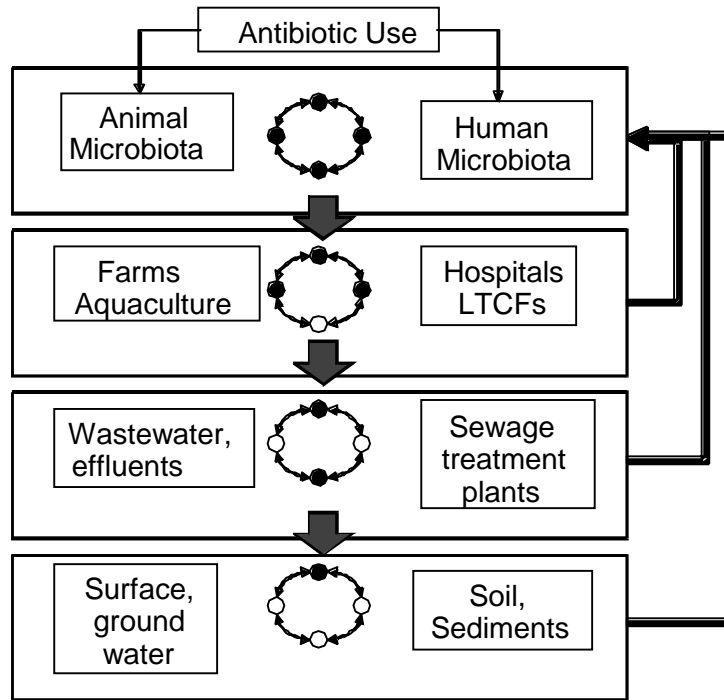 Antibiotic Use
Animal
Microbiota
Human
Microbiota
Farms
Aquaculture
Hospitals
LTCFs
Wastewater,
effluents
Sewage
treatment
plants
Surface,
ground
water
Soil,
Sediments